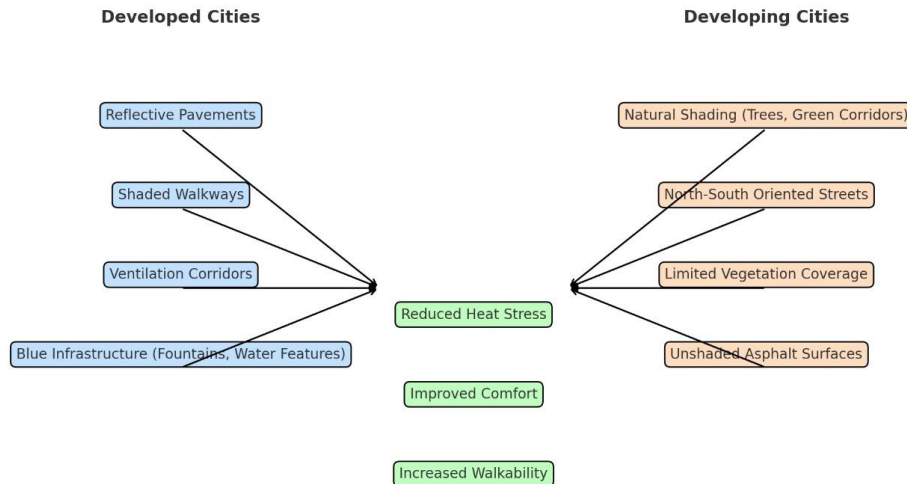 Developed Cities
Developing Cities
Reflective Pavements
Natural Shading (Trees, Green Corridors)
Shaded Walkways
North-South Oriented Streets
Ventilation Corridors
Limited Vegetation Coverage
Reduced Heat Stress
Blue Infrastructure (Fountains, Water Features)
Unshaded Asphalt Surfaces
Improved Comfort
Increased Walkability